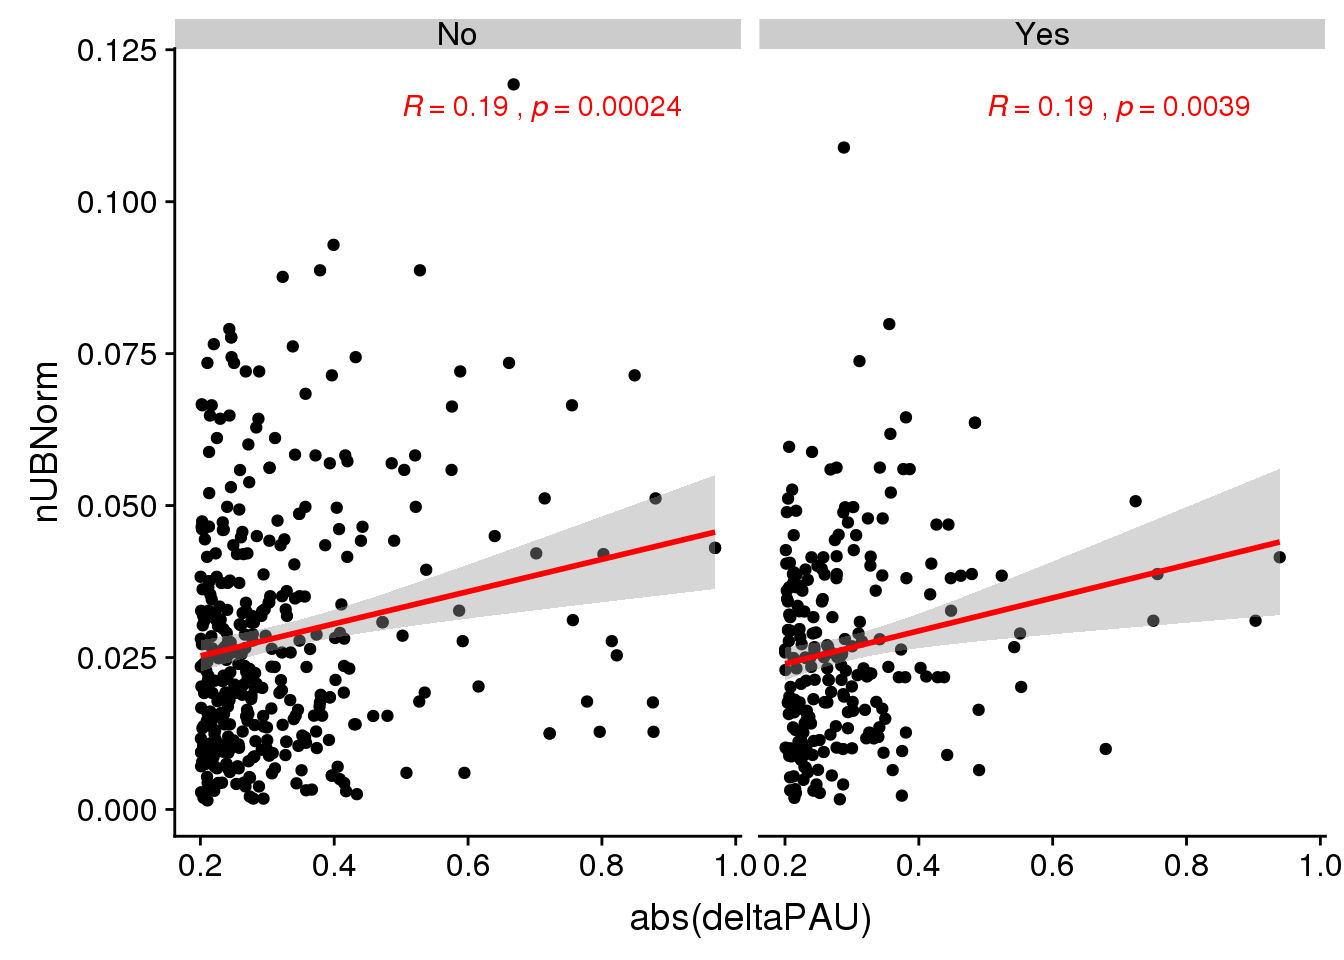 No Yes
R = 0.19 , p = 0.00024 R = 0.19 , p = 0.0039
0.125
0.100
0.075
0.050
0.025
0.000
nUBNorm
0.2 0.4 0.6 0.8 1.0 0.2 0.4 0.6 0.8 1.0
abs(deltaPAU)